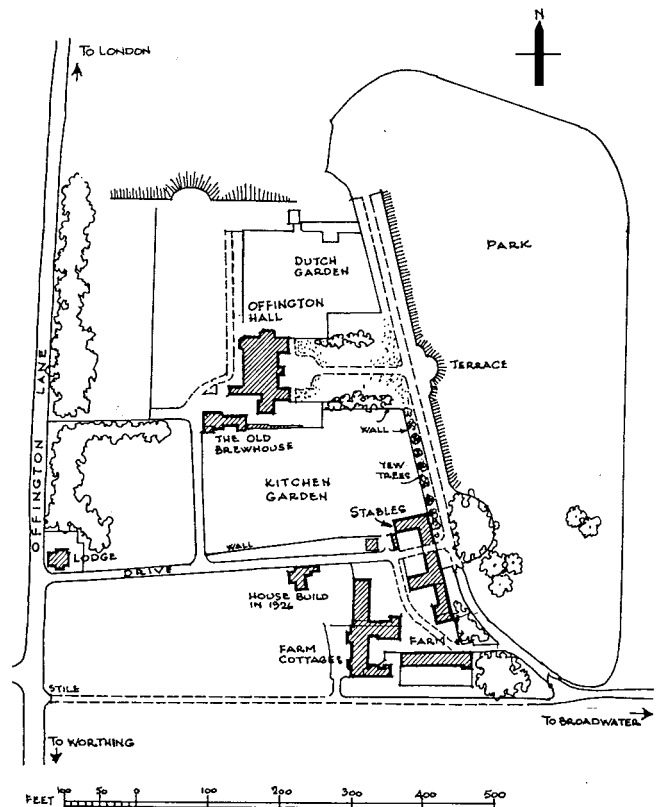 N
TO LONDON
PARK
DUTCH
GARDEN
OFFINGTON
HALL
TERRACE
OFFINGTON LANE
WALL
THE OLD
BREWHOUSE
YEW
TREES
KITCHEN
GARDEN
STABLES
WALL
LODGE
DRIVE
HOUSE BUILD
IN 1926
FARM
FARM
COTTAGES
STILE
TO BROADWATER
TO WORTHING
FEET 100 50 0 100 200 300 400 500